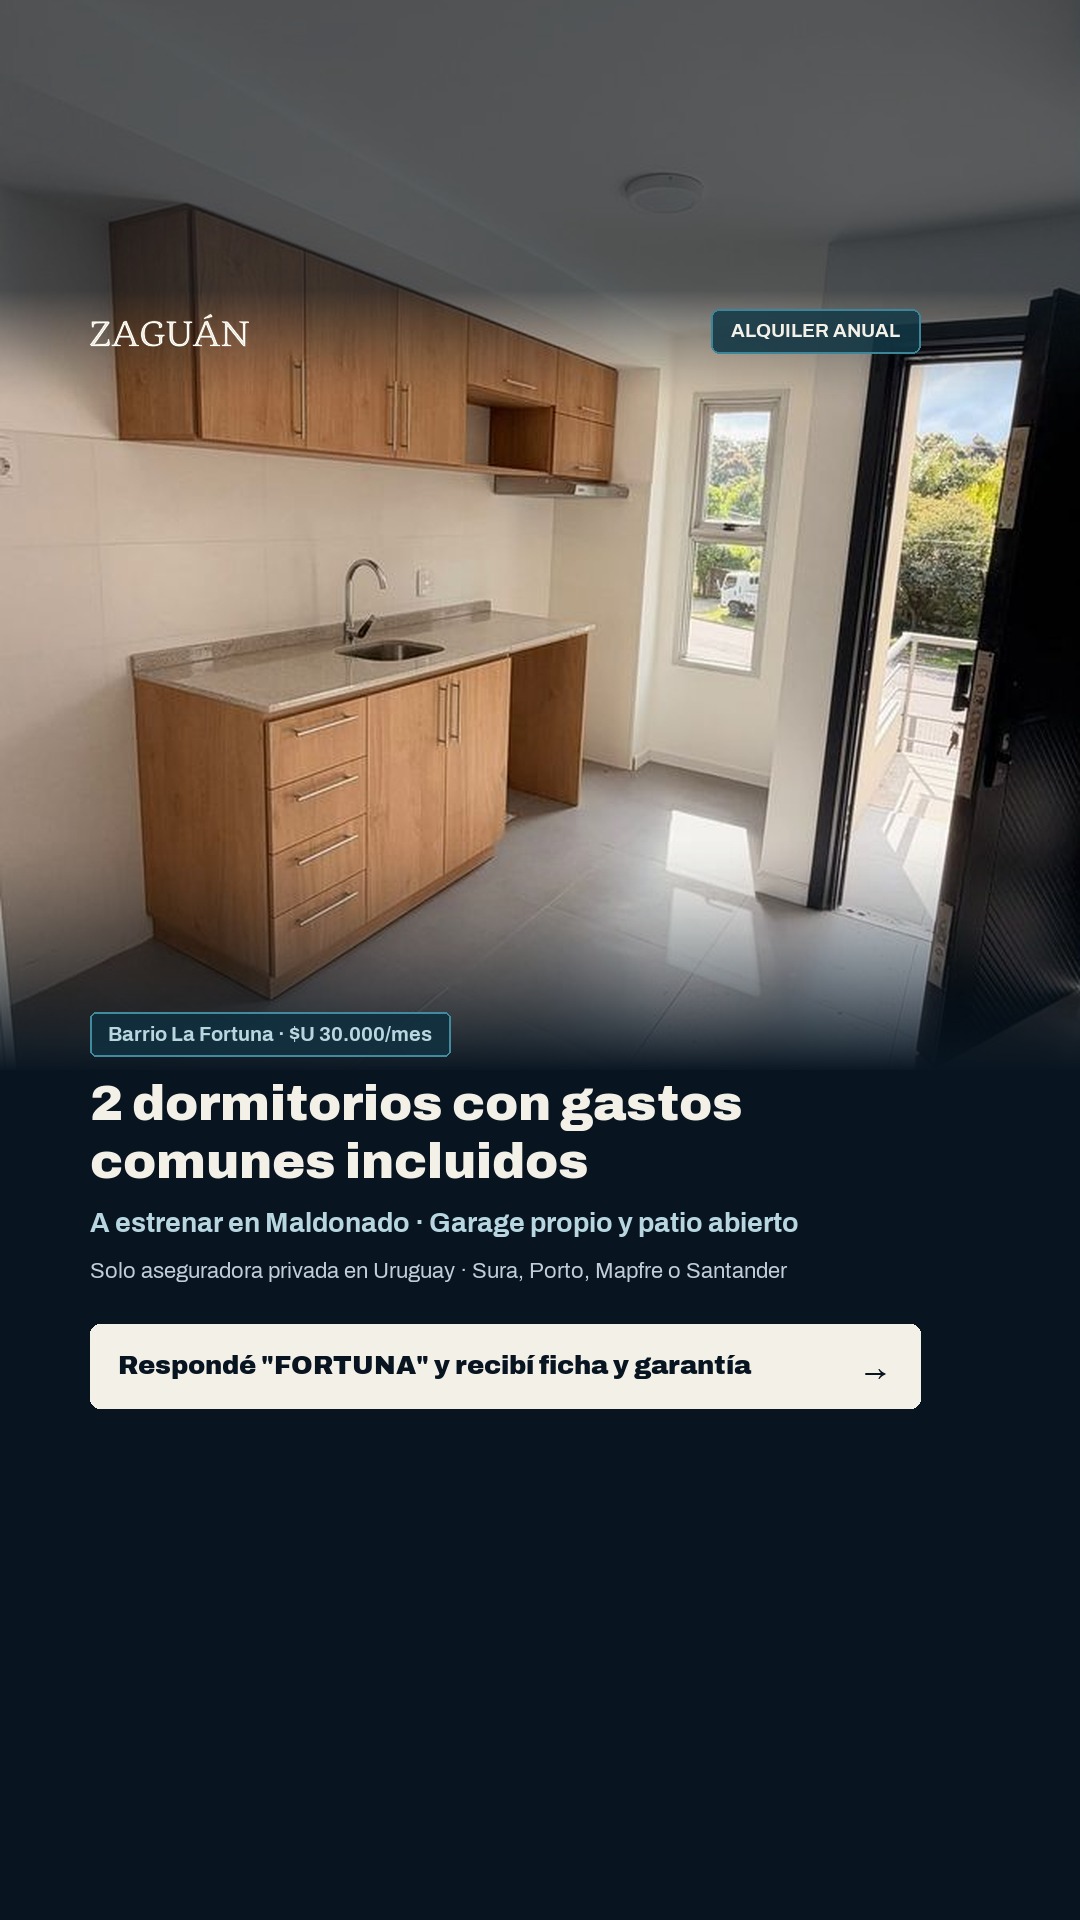 ZAGUÁN
ALQUILER ANUAL
Barrio La Fortuna · $U 30.000/mes
2 dormitorios con gastos
comunes incluidos
A estrenar en Maldonado · Garage propio y patio abierto
Solo aseguradora privada en Uruguay · Sura, Porto, Mapfre o Santander
Respondé "FORTUNA" y recibí ficha y garantía →